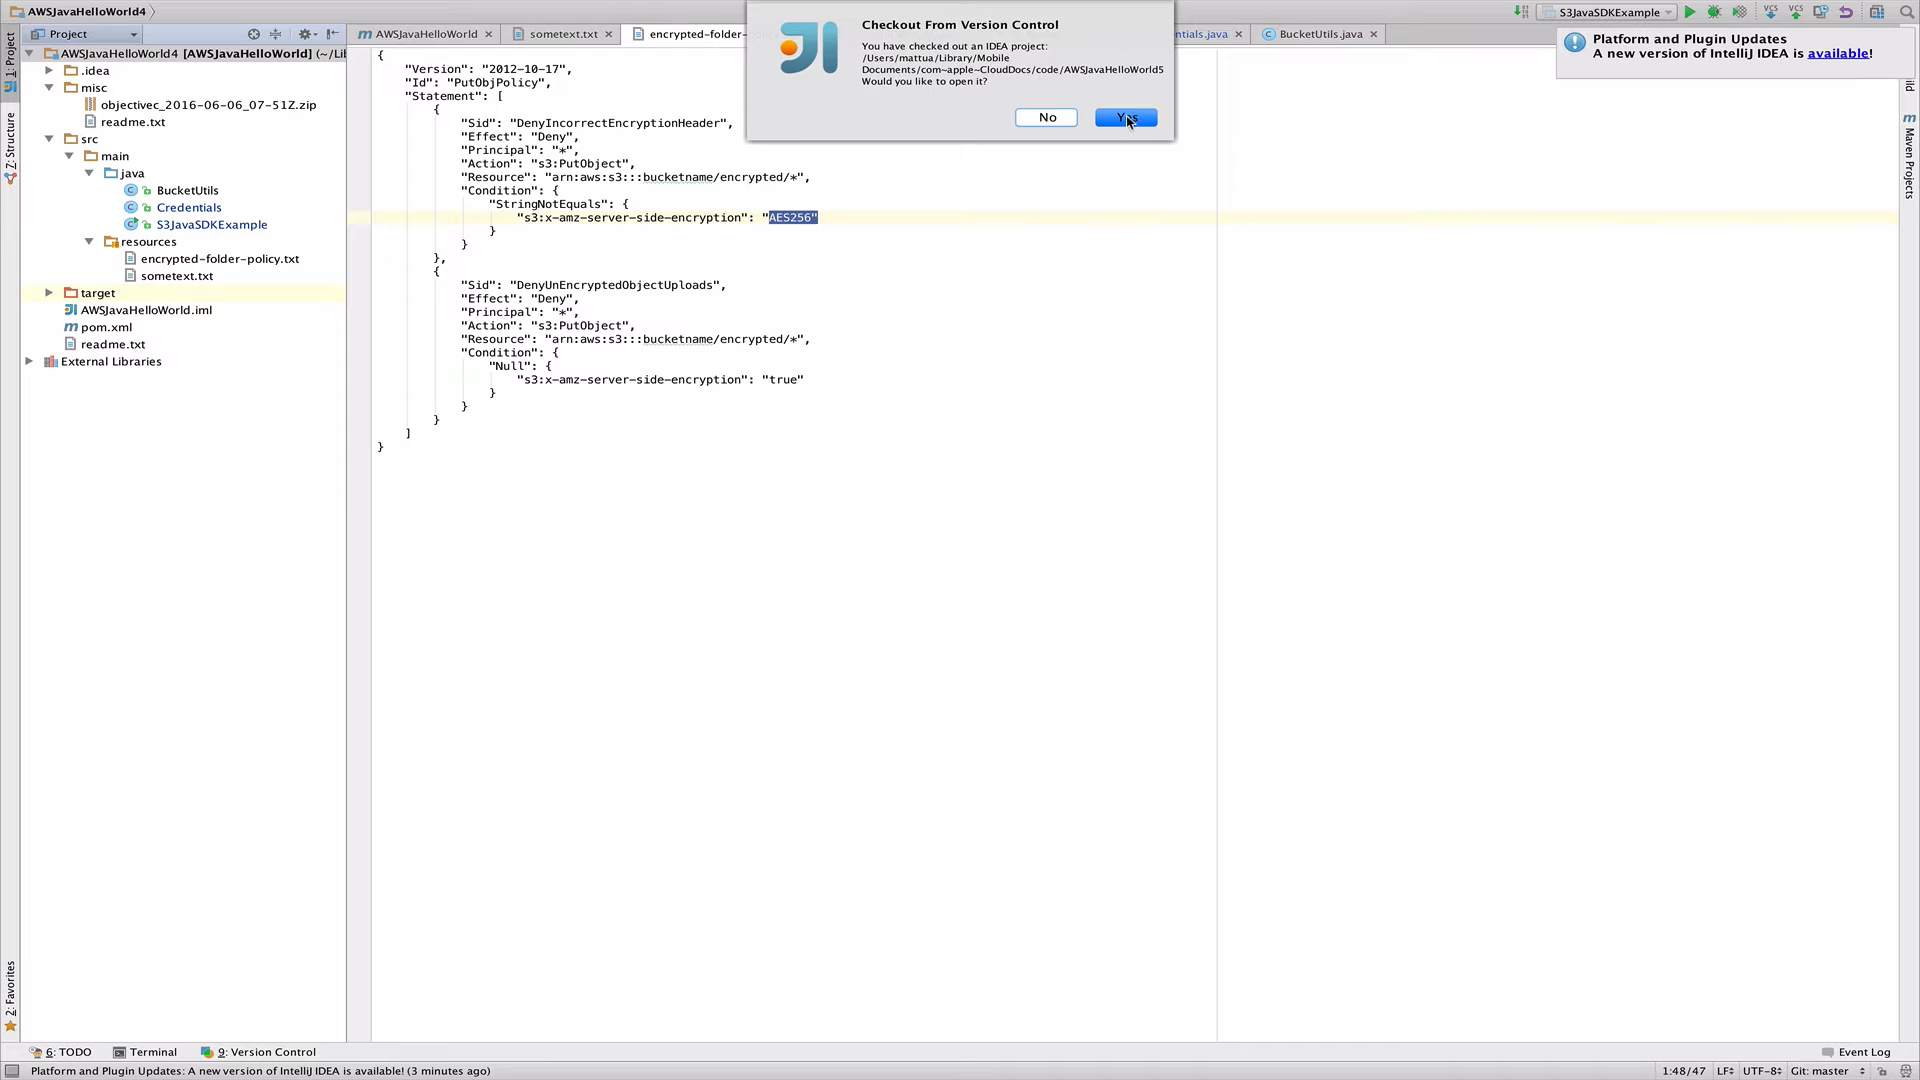 AWSJavaHelloWorld4
S3JavaSDKExample
Project
AWSJavaHelloWorld
sometext.txt
encrypted-folder-
ntials.java
BucketUtils.java
Checkout From Version Control
You have checked out an IDEA project:
/Users/mattua/Library/Mobile
Documents/com~apple~CloudDocs/code/AWSJavaHelloWorld5
Would you like to open it?
No
Yes
Platform and Plugin Updates
A new version of IntelliJ IDEA is available!
1: Project
Z: Structure
2: Favorites
Maven Projects
AWSJavaHelloWorld4 [AWSJavaHelloWorld] (~/Li
.idea
misc
objectivec_2016-06-06_07-51Z.zip
readme.txt
src
main
java
BucketUtils
Credentials
S3JavaSDKExample
resources
encrypted-folder-policy.txt
sometext.txt
target
AWSJavaHelloWorld.iml
pom.xml
readme.txt
External Libraries
{
"Version": "2012-10-17",
"Id": "PutObjPolicy",
"Statement": [
{
"Sid": "DenyIncorrectEncryptionHeader",
"Effect": "Deny",
"Principal": "*",
"Action": "s3:PutObject",
"Resource": "arn:aws:s3:::bucketname/encrypted/*",
"Condition": {
"StringNotEquals": {
"s3:x-amz-server-side-encryption": "AES256"
}
}
},
{
"Sid": "DenyUnEncryptedObjectUploads",
"Effect": "Deny",
"Principal": "*",
"Action": "s3:PutObject",
"Resource": "arn:aws:s3:::bucketname/encrypted/*",
"Condition": {
"Null": {
"s3:x-amz-server-side-encryption": "true"
}
}
}
]
}
6: TODO
Terminal
9: Version Control
Event Log
Platform and Plugin Updates: A new version of IntelliJ IDEA is available! (3 minutes ago)
1:48/47
LF
UTF-8
Git: master